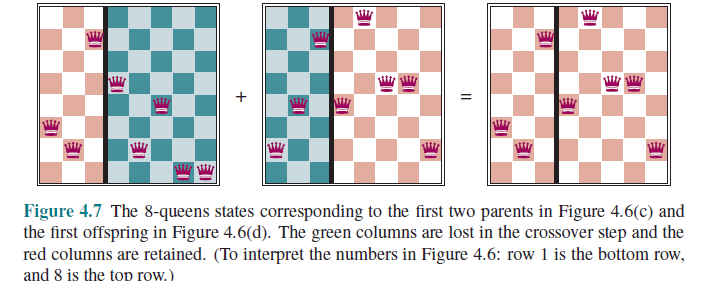 + =
Figure 4.7 The 8-queens states corresponding to the first two parents in Figure 4.6(c) and
the first offspring in Figure 4.6(d). The green columns are lost in the crossover step and the
red columns are retained. (To interpret the numbers in Figure 4.6: row 1 is the bottom row,
and 8 is the top row.)